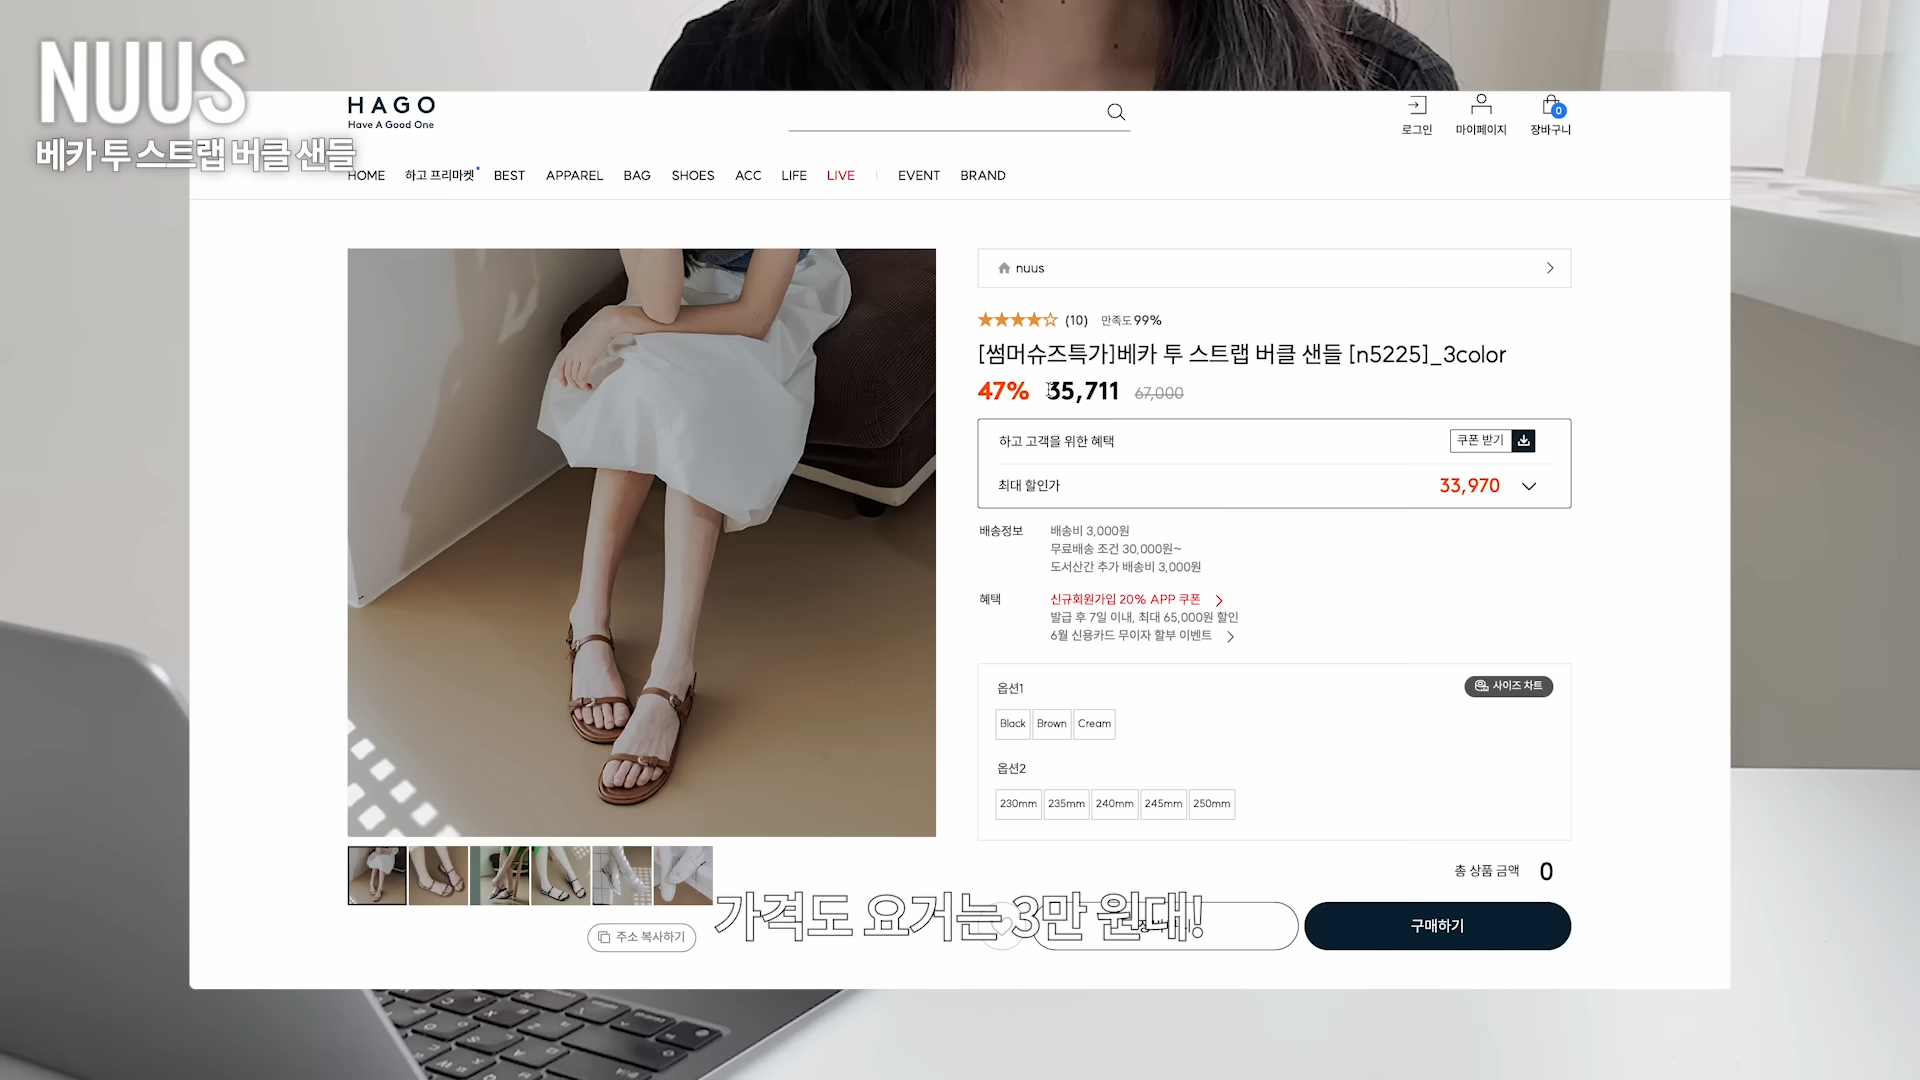 NUUS
베카 투 스트랩 버클 샌들
HAGO
Have A Good One
로그인
마이페이지
0
장바구니
HOME
하고 프리마켓
BEST
APPAREL
BAG
SHOES
ACC
LIFE
LIVE
EVENT
BRAND
nuus
(10) 만족도 99%
[썸머슈즈특가]베카 투 스트랩 버클 샌들 [n5225]_3color
47% 35,711 67,000
하고 고객을 위한 혜택
쿠폰 받기
최대 할인가
33,970
배송정보
배송비 3,000원
무료배송 조건 30,000원~
도서산간 추가 배송비 3,000원
혜택
신규회원가입 20% APP 쿠폰
발급 후 7일 이내, 최대 65,000원 할인
6월 신용카드 무이자 할부 이벤트
옵션1
사이즈 차트
Black
Brown
Cream
옵션2
230mm
235mm
240mm
245mm
250mm
총 상품 금액 0
주소 복사하기
가격도 요거는 3만 원대!
구매하기